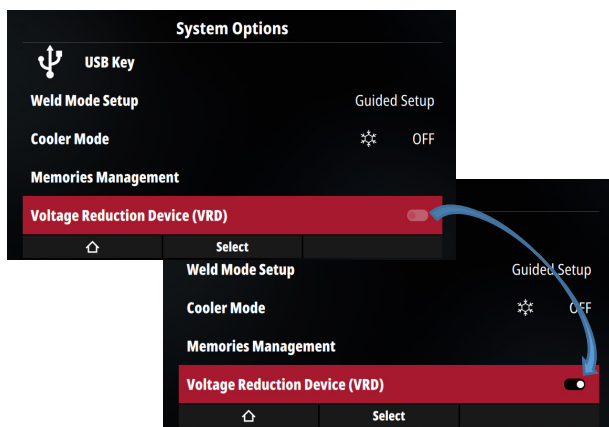 System Options
USB Key
Weld Mode Setup Guided Setup
Cooler Mode OFF
Memories Management
Voltage Reduction Device (VRD)
Select
Weld Mode Setup Guided Setup
Cooler Mode OFF
Memories Management
Voltage Reduction Device (VRD)
Select